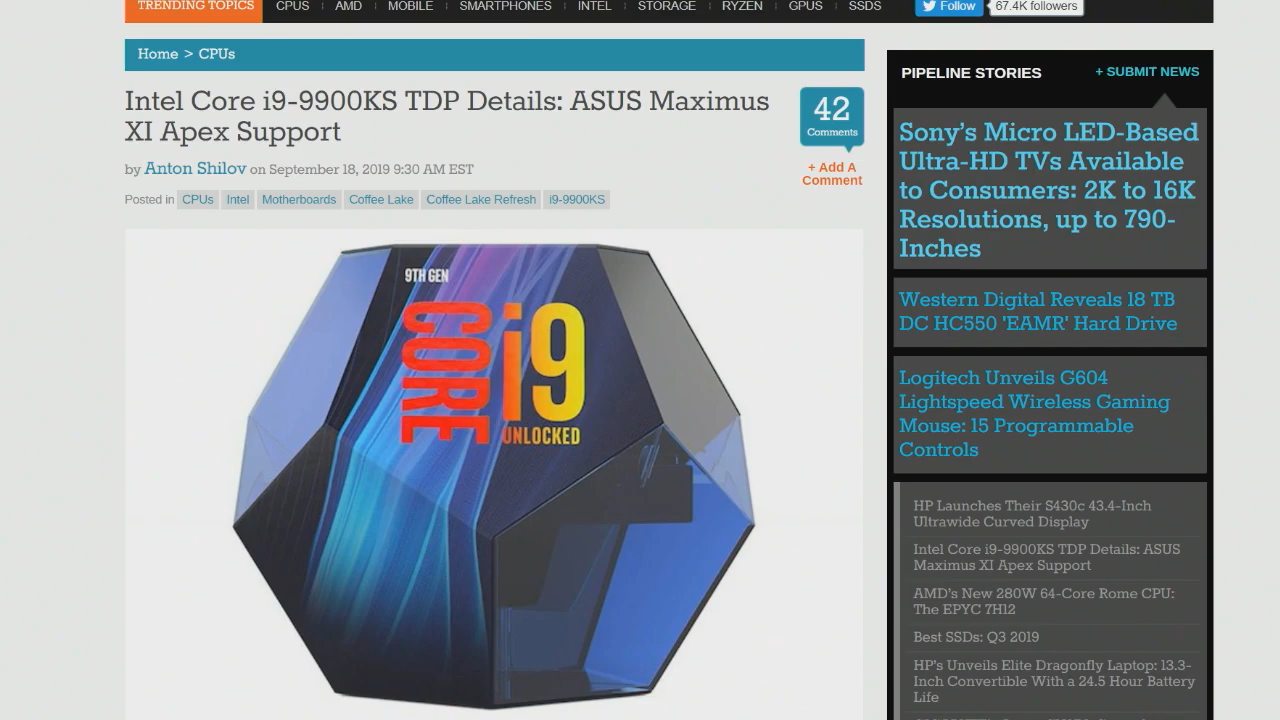 TRENDING TOPICS CPUS AMD MOBILE SMARTPHONES INTEL STORAGE RYZEN GPUS SSDS Follow 67.4K followers
Home > CPUs
Intel Core i9-9900KS TDP Details: ASUS Maximus
XI Apex Support
42
Comments
+ Add A
Comment
by Anton Shilov on September 18, 2019 9:30 AM EST
Posted in CPUs Intel Motherboards Coffee Lake Coffee Lake Refresh i9-9900KS
9TH GEN
CORE
i9
UNLOCKED
PIPELINE STORIES + SUBMIT NEWS
Sony's Micro LED-Based
Ultra-HD TVs Available
to Consumers: 2K to 16K
Resolutions, up to 790-
Inches
Western Digital Reveals 18 TB
DC HC550 'EAMR' Hard Drive
Logitech Unveils G604
Lightspeed Wireless Gaming
Mouse: 15 Programmable
Controls
HP Launches Their S430c 43.4-Inch
Ultrawide Curved Display
Intel Core i9-9900KS TDP Details: ASUS
Maximus XI Apex Support
AMD's New 280W 64-Core Rome CPU:
The EPYC 7H12
Best SSDs: Q3 2019
HP's Unveils Elite Dragonfly Laptop: 13.3-
Inch Convertible With a 24.5 Hour Battery
Life